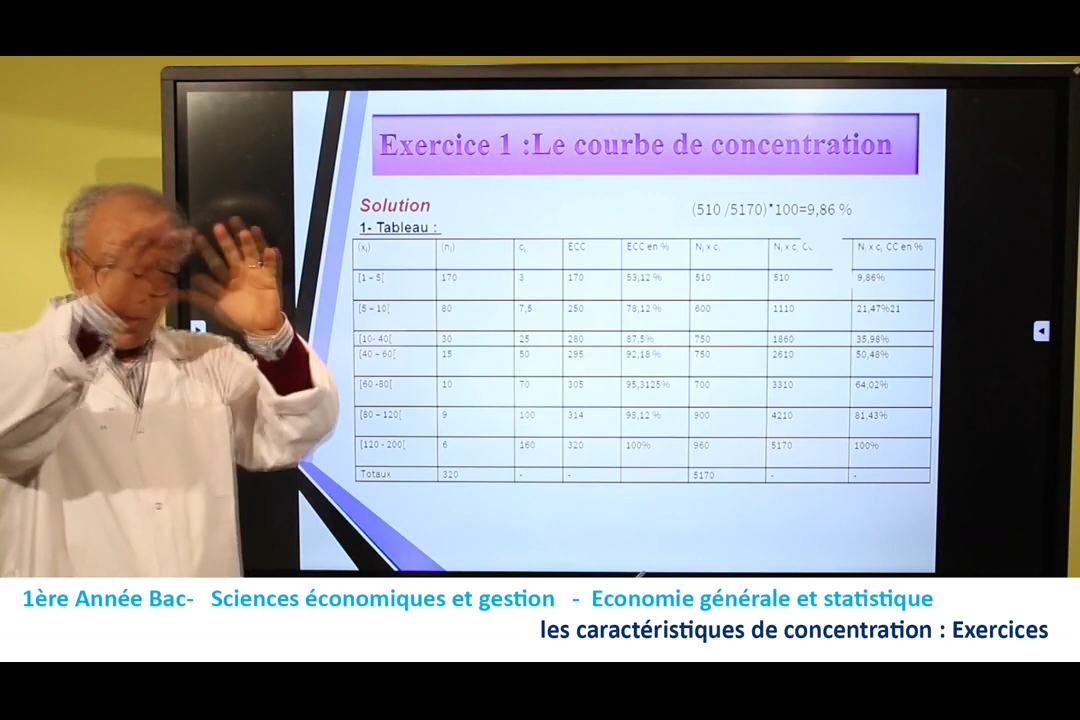 Exercice 1 :Le courbe de concentration
Solution
(510 /5170)*100=9,86 %
1- Tableau :
(xᵢ) (nᵢ) cᵢ ECC ECC en % Nᵢ x cᵢ Nᵢ x cᵢ Nᵢ x cᵢ CC en %
[1 – 5[ 170 3 170 53,12 % 510 510 9,86%
[5 – 10[ 80 7,5 250 78,12 % 600 1110 21,47%21
[10- 40[ 30 25 280 87,5% 750 1860 35,98%
[40 – 60[ 15 50 295 92,18 % 750 2610 50,48%
[60 -80[ 10 70 305 95,3125% 700 3310 64,02%
[80 – 120[ 9 100 314 98,12 % 900 4210 81,43%
[120 - 200[ 6 160 320 100% 960 5170 100%
Totaux 320 - - 5170 - -
1ère Année Bac- Sciences économiques et gestion - Economie générale et statistique
les caractéristiques de concentration : Exercices